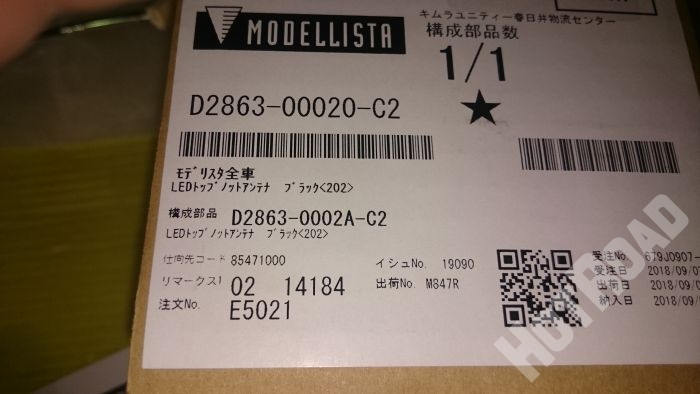 MODELLISTA
キムラユニティー春日井物流センター
構成部品数
1/1
D2863-00020-C2
★
ﾓﾃﾞﾘｽﾀ全車
LEDﾄｯﾌﾟﾉｯﾄｱﾝﾃﾅ ﾌﾞﾗｯｸ<202>
構成部品 D2863-0002A-C2
LEDﾄｯﾌﾟﾉｯﾄｱﾝﾃﾅ ﾌﾞﾗｯｸ<202>
仕向先コード 85471000
イシュNo. 19090
リマークス1 02 14184
出荷No. M847R
注文No. E5021
受注No. 679J0907-
受注日 2018/09/0
出荷日 2018/09/0
納入日 2018/09/
HOTROAD